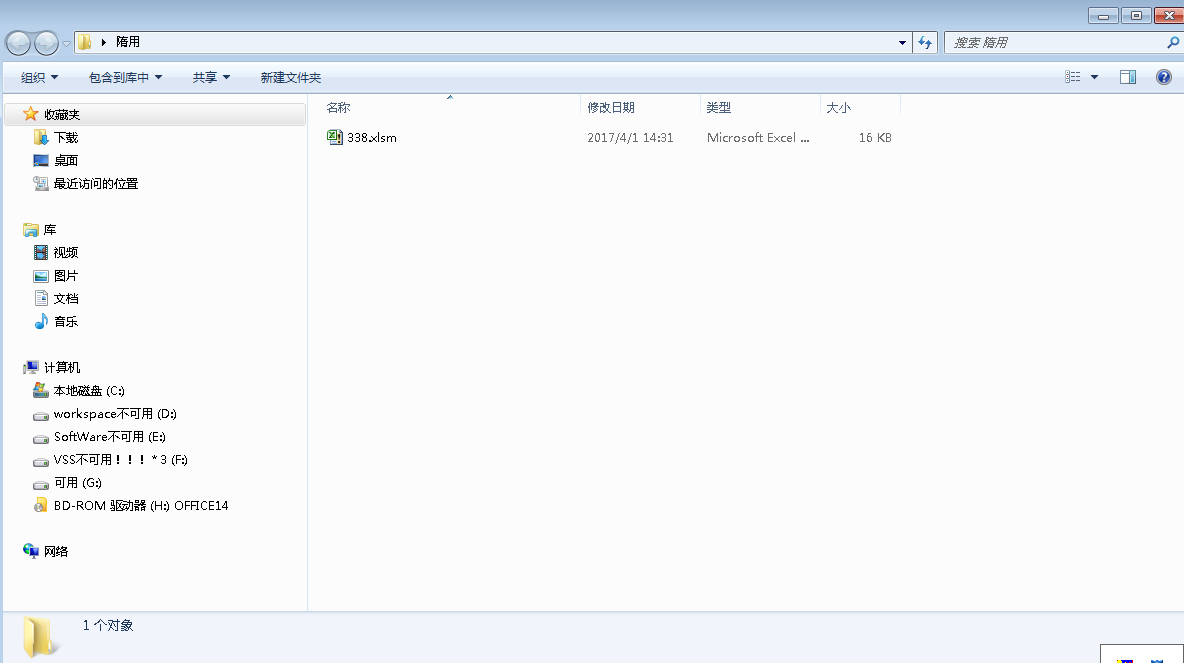 隋用
搜索 隋用
组织 包含到库中 共享 新建文件夹
收藏夹
下载
桌面
最近访问的位置
库
视频
图片
文档
音乐
计算机
本地磁盘 (C:)
workspace不可用 (D:)
SoftWare不可用 (E:)
VSS不可用！！！*3 (F:)
可用 (G:)
BD-ROM 驱动器 (H:) OFFICE14
网络
名称 修改日期 类型 大小
338.xlsm 2017/4/1 14:31 Microsoft Excel ... 16 KB
1 个对象